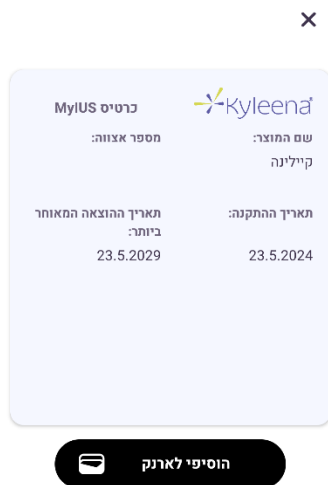 Kyleena®
כרטיס MyIUS
שם המוצר:
מספר אצווה:
קיילינה
תאריך ההתקנה:
תאריך ההוצאה המאוחר
ביותר:
23.5.2024
23.5.2029
הוסיפי לארנק